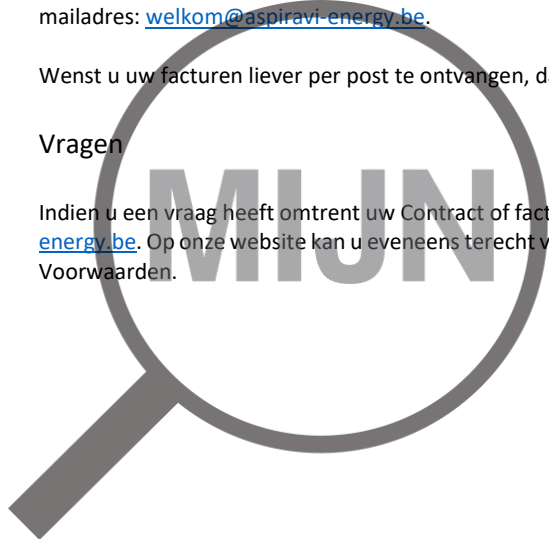 mailadres: welkom@aspiravi-energy.be.
Wenst u uw facturen liever per post te ontvangen, d
Vragen
MIJN
Indien u een vraag heeft omtrent uw Contract of fact
energy.be. Op onze website kan u eveneens terecht v
Voorwaarden.